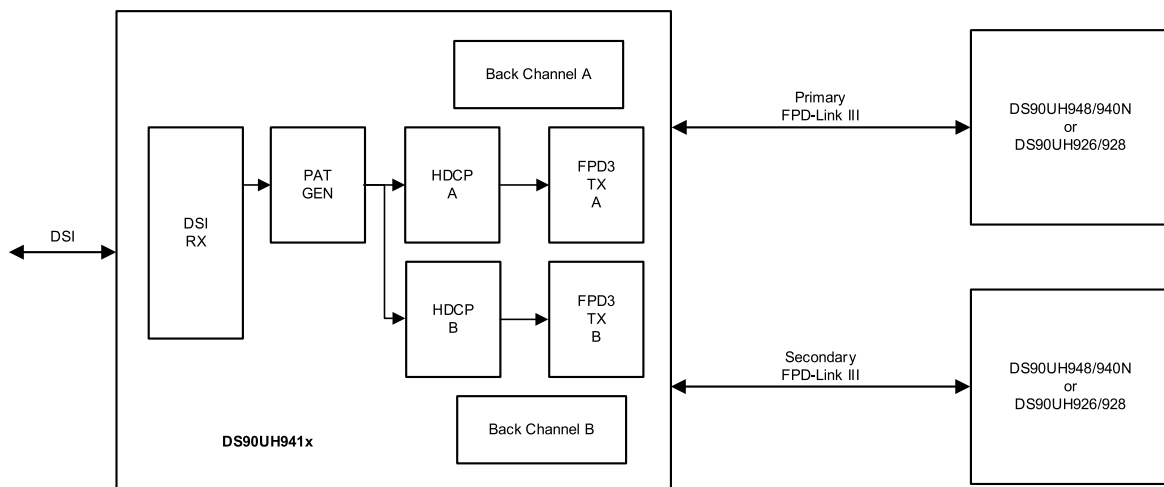 Back Channel A
Primary
FPD-Link III
DS90UH948/940N
or
DS90UH926/928
DSI
DSI
RX
PAT
GEN
HDCP
A
FPD3
TX
A
HDCP
B
FPD3
TX
B
Secondary
FPD-Link III
DS90UH948/940N
or
DS90UH926/928
Back Channel B
DS90UH941x